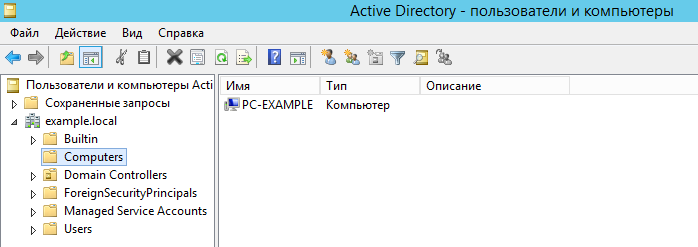 Active Directory - пользователи и компьютеры
Файл Действие Вид Справка
Пользователи и компьютеры Acti
Сохраненные запросы
example.local
Builtin
Computers
Domain Controllers
ForeignSecurityPrincipals
Managed Service Accounts
Users
Имя Тип Описание
PC-EXAMPLE Компьютер